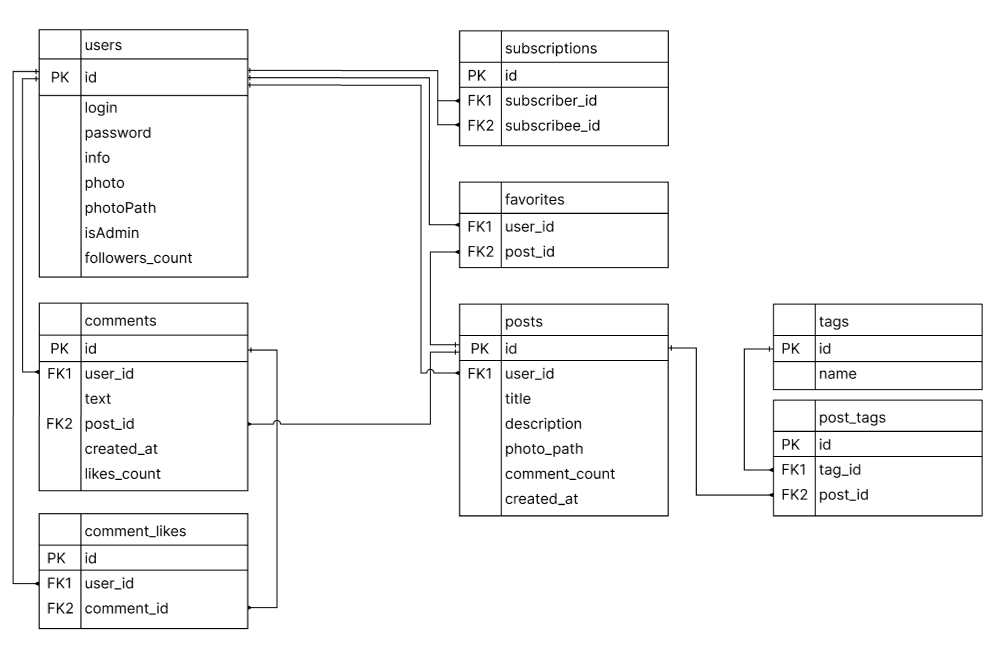 users
PK id
login
password
info
photo
photoPath
isAdmin
followers_count
subscriptions
PK id
FK1 subscriber_id
FK2 subscribee_id
favorites
FK1 user_id
FK2 post_id
comments
PK id
FK1 user_id
text
FK2 post_id
created_at
likes_count
posts
PK id
FK1 user_id
title
description
photo_path
comment_count
created_at
tags
PK id
name
post_tags
PK id
FK1 tag_id
FK2 post_id
comment_likes
PK id
FK1 user_id
FK2 comment_id